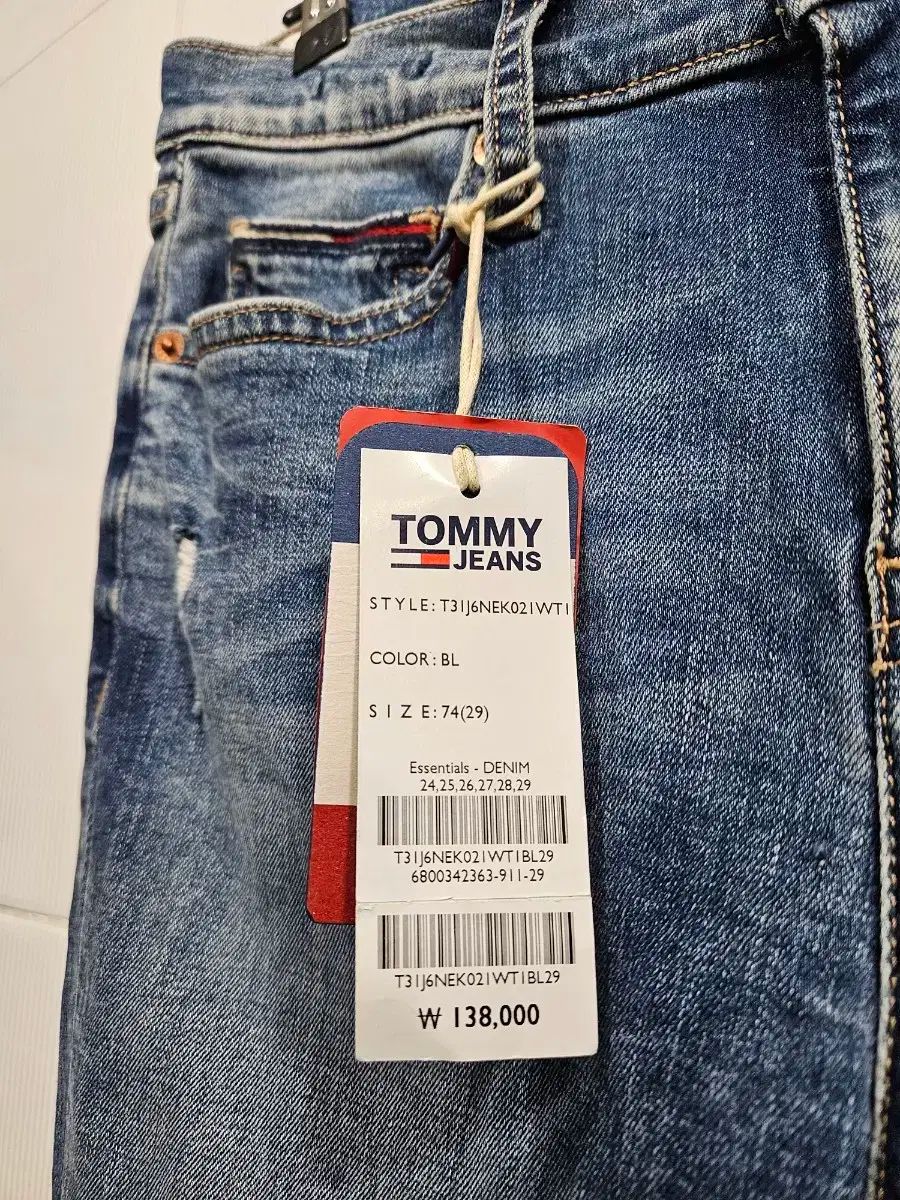 TOMMY
JEANS
STYLE: T31J6NEK021WT1
COLOR: BL
SIZE: 74(29)
Essentials - DENIM
24,25,26,27,28,29
T31J6NEK021WT1BL29
6800342363-911-29
T31J6NEK021WT1BL29
₩ 138,000